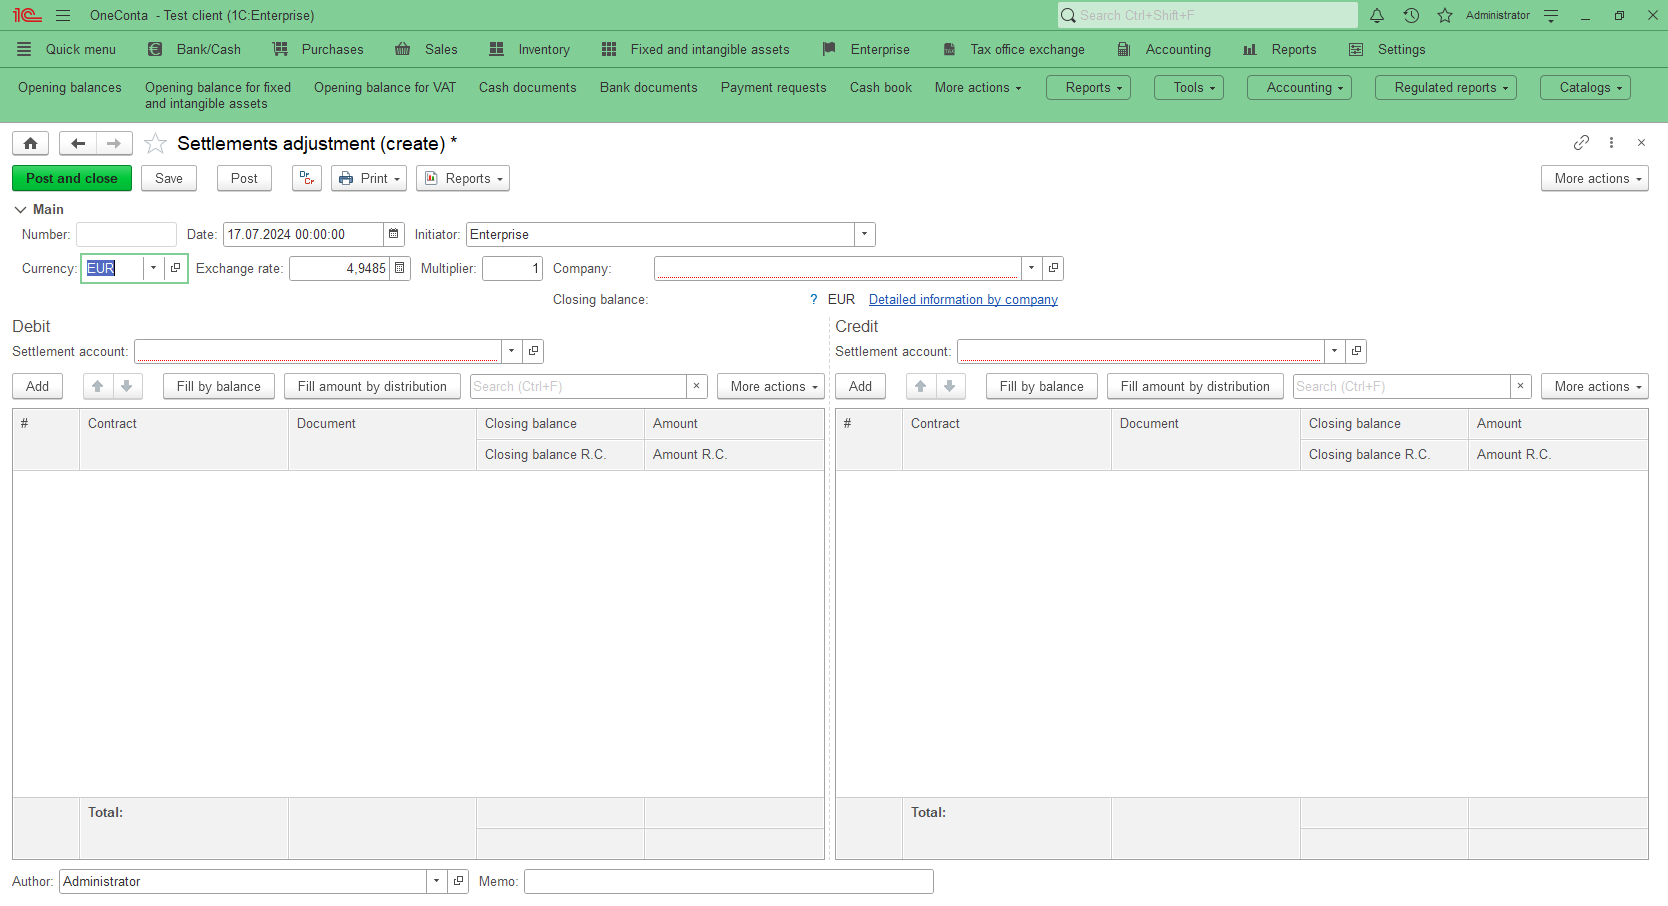 OneConta - Test client (1C:Enterprise)
Search Ctrl+Shift+F
Administrator
Quick menu
Bank/Cash
Purchases
Sales
Inventory
Fixed and intangible assets
Enterprise
Tax office exchange
Accounting
Reports
Settings
Opening balances
Opening balance for fixed
and intangible assets
Opening balance for VAT
Cash documents
Bank documents
Payment requests
Cash book
More actions
Reports
Tools
Accounting
Regulated reports
Catalogs
Settlements adjustment (create) *
Post and close
Save
Post
Dr
Cr
Print
Reports
More actions
Main
Number:
Date: 17.07.2024 00:00:00
Initiator: Enterprise
Currency: EUR
Exchange rate: 4,9485
Multiplier: 1
Company:
Closing balance:
? EUR Detailed information by company
Debit
Settlement account:
Add
Fill by balance
Fill amount by distribution
Search (Ctrl+F)
More actions
# Contract Document Closing balance Amount
Closing balance R.C. Amount R.C.
Total:
Credit
Settlement account:
Add
Fill by balance
Fill amount by distribution
Search (Ctrl+F)
More actions
# Contract Document Closing balance Amount
Closing balance R.C. Amount R.C.
Total:
Author: Administrator
Memo: